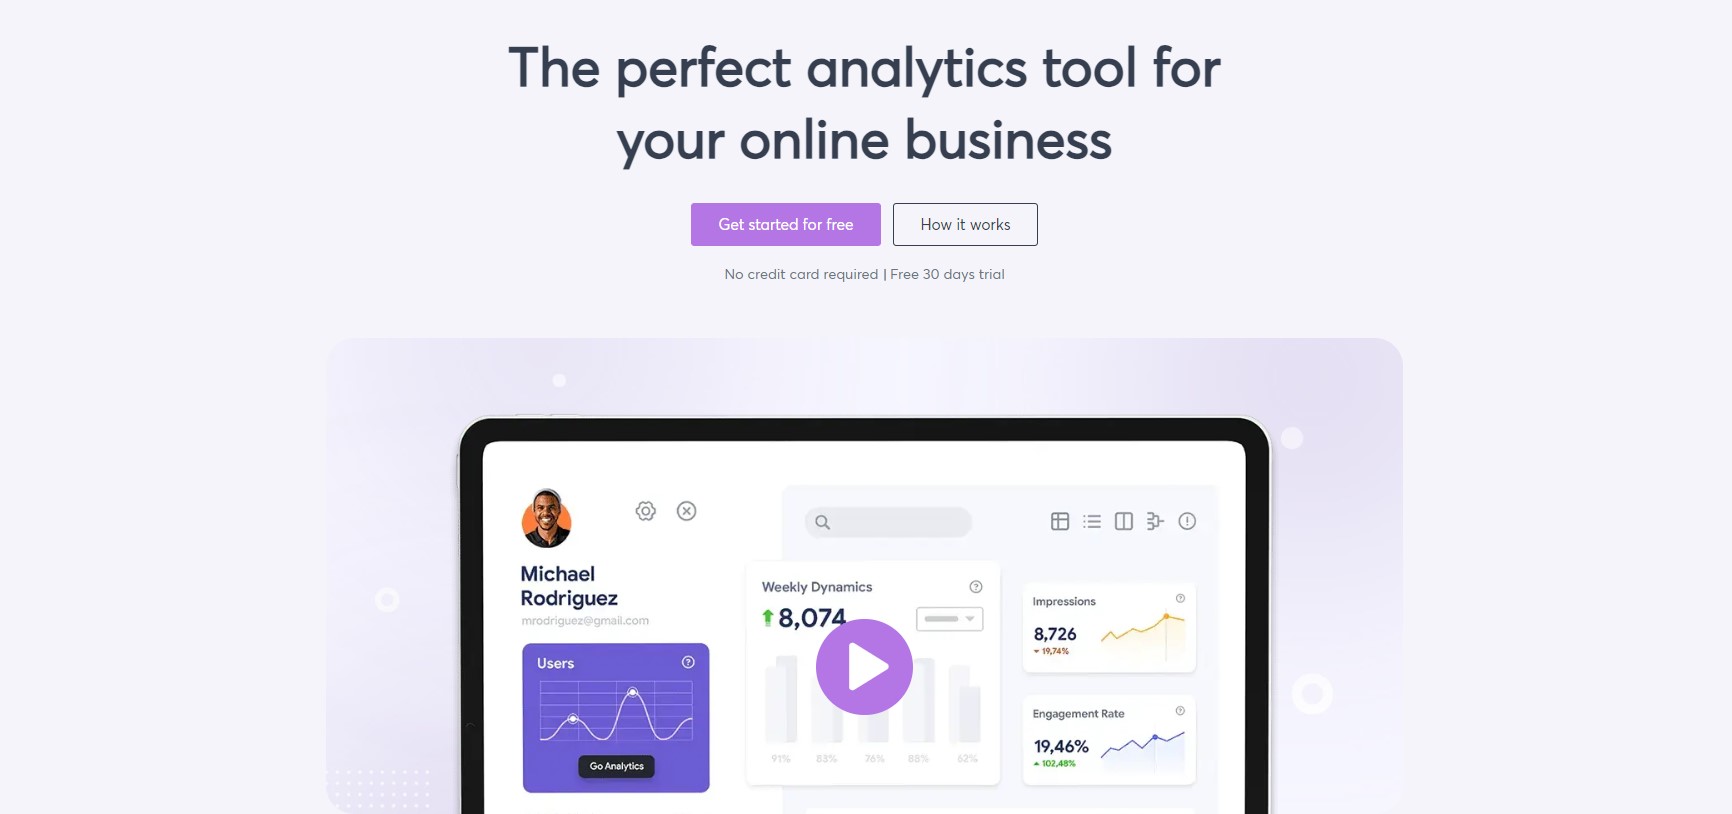 The perfect analytics tool for
your online business
Get started for free
How it works
No credit card required | Free 30 days trial
Michael
Rodriguez
mrodriguez@gmail.com
Users
Go Analytics
Weekly Dynamics
8,074
91% 83% 76% 88% 62%
Impressions
8,726
19,74%
Engagement Rate
19,46%
102,48%